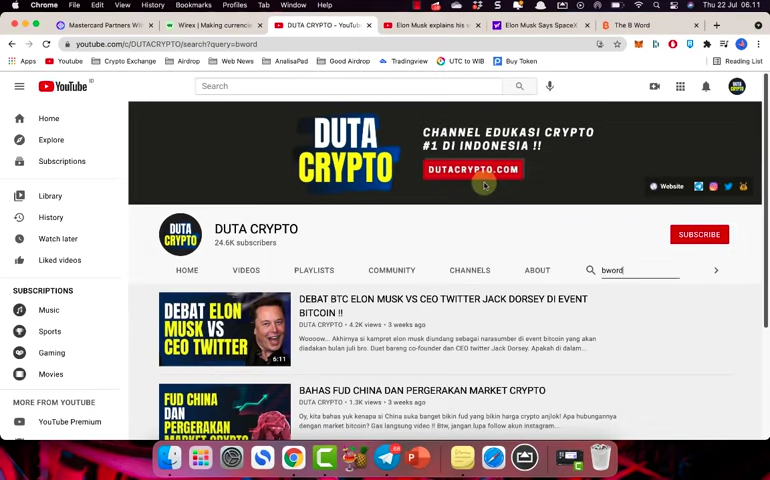 Chrome File Edit View History Bookmarks Profiles Tab Window Help
Thu 22 Jul 06.11
Mastercard Partners With
Wirex | Making currencie
DUTA CRYPTO - YouTube
Elon Musk explains his
Elon Musk Says SpaceX
The B Word
youtube.com/c/DUTACRYPTO/search?query=bword
Apps Youtube Crypto Exchange Airdrop Web News AnalisaPad Good Airdrop Tradingview UTC to WIB Buy Token Reading List
YouTube ID
Search
DUTA
CRYPTO
CHANNEL EDUKASI CRYPTO
#1 DI INDONESIA !!
DUTACRYPTO.COM
Website
Home
Explore
Subscriptions
Library
History
Watch later
Liked videos
SUBSCRIPTIONS
Music
Sports
Gaming
Movies
MORE FROM YOUTUBE
YouTube Premium
DUTA
CRYPTO
DUTA CRYPTO
24.6K subscribers
SUBSCRIBE
HOME VIDEOS PLAYLISTS COMMUNITY CHANNELS ABOUT bword
DEBAT ELON
MUSK VS
CEO TWITTER
6:11
DEBAT BTC ELON MUSK VS CEO TWITTER JACK DORSEY DI EVENT
BITCOIN !!
DUTA CRYPTO • 4.2K views • 3 weeks ago
Woooow... Akhirnya si kampret elon musk diundang sebagai narasumber di event bitcoin yang akan
diadakan bulan juli bro. Duet bareng co-founder dan CEO twitter Jack Dorsey. Apakah di dalam...
FUD CHINA
DAN
PERGERAKAN
MARKET CRYPTO
BAHAS FUD CHINA DAN PERGERAKAN MARKET CRYPTO
DUTA CRYPTO • 1.3K views • 3 weeks ago
Oy, kita bahas yuk kenapa si China suka banget bikin fud yang bikin harga crypto anjlok! Apa hubungannya
dengan market bitcoin? Gas langsung video !! Btw, jangan lupa follow akun instagram...